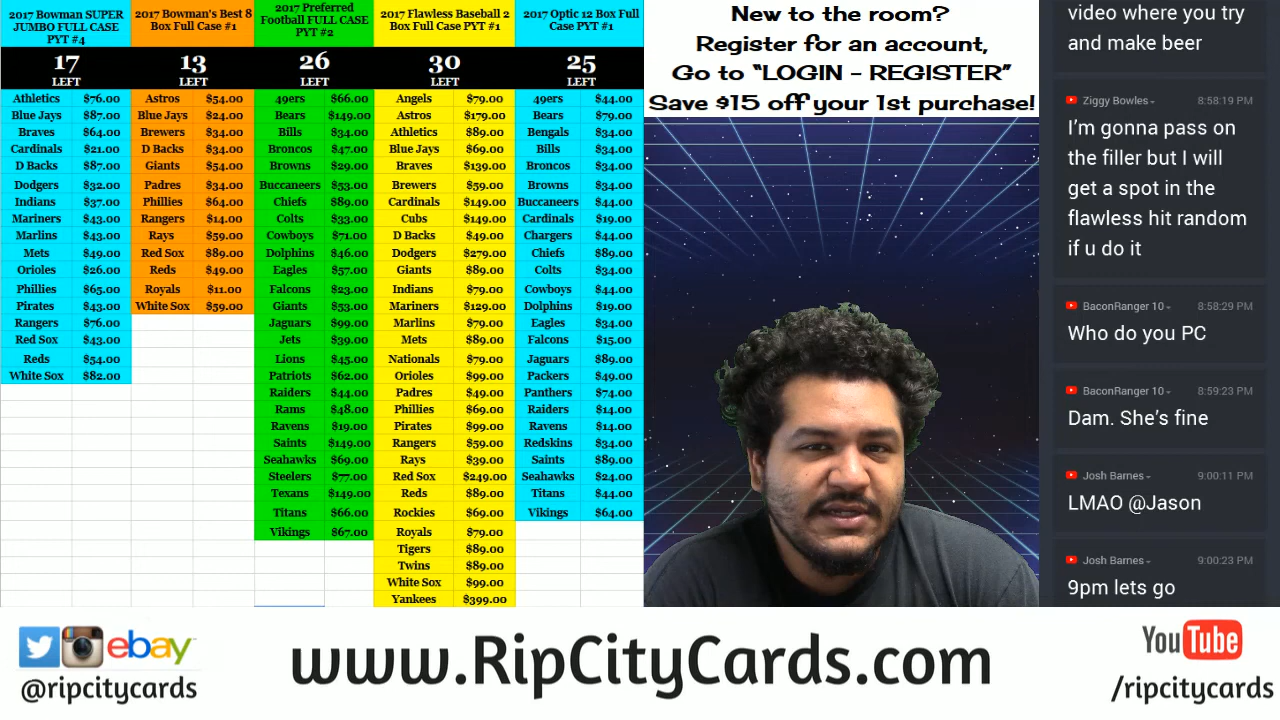 2017 Bowman SUPER
JUMBO FULL CASE
PYT #4
17
LEFT
Athletics $76.00
Blue Jays $87.00
Braves $64.00
Cardinals $21.00
D Backs $87.00
Dodgers $32.00
Indians $37.00
Mariners $43.00
Marlins $43.00
Mets $49.00
Orioles $26.00
Phillies $65.00
Pirates $43.00
Rangers $76.00
Red Sox $43.00
Reds $54.00
White Sox $82.00
2017 Bowman's Best 8
Box Full Case #1
13
LEFT
Astros $54.00
Blue Jays $24.00
Brewers $34.00
D Backs $34.00
Giants $54.00
Padres $34.00
Phillies $64.00
Rangers $14.00
Rays $59.00
Red Sox $89.00
Reds $49.00
Royals $11.00
White Sox $59.00
2017 Preferred
Football FULL CASE
PYT #2
26
LEFT
49ers $66.00
Bears $149.00
Bills $34.00
Broncos $47.00
Browns $29.00
Buccaneers $53.00
Chiefs $89.00
Colts $33.00
Cowboys $71.00
Dolphins $46.00
Eagles $57.00
Falcons $23.00
Giants $53.00
Jaguars $99.00
Jets $39.00
Lions $45.00
Patriots $62.00
Raiders $44.00
Rams $48.00
Ravens $19.00
Saints $149.00
Seahawks $69.00
Steelers $77.00
Texans $149.00
Titans $66.00
Vikings $67.00
2017 Flawless Baseball 2
Box Full Case PYT #1
30
LEFT
Angels $79.00
Astros $179.00
Athletics $89.00
Blue Jays $69.00
Braves $139.00
Brewers $59.00
Cardinals $149.00
Cubs $149.00
D Backs $49.00
Dodgers $279.00
Giants $89.00
Indians $79.00
Mariners $129.00
Marlins $79.00
Mets $89.00
Nationals $79.00
Orioles $99.00
Padres $49.00
Phillies $69.00
Pirates $99.00
Rangers $59.00
Rays $39.00
Red Sox $249.00
Reds $89.00
Rockies $69.00
Royals $79.00
Tigers $89.00
Twins $89.00
White Sox $99.00
Yankees $399.00
2017 Optic 12 Box Full
Case PYT #1
25
LEFT
49ers $44.00
Bears $79.00
Bengals $34.00
Bills $34.00
Broncos $34.00
Browns $34.00
Buccaneers $44.00
Cardinals $19.00
Chargers $44.00
Chiefs $89.00
Colts $34.00
Cowboys $44.00
Dolphins $19.00
Eagles $34.00
Falcons $15.00
Jaguars $89.00
Packers $49.00
Panthers $74.00
Raiders $14.00
Ravens $14.00
Redskins $34.00
Saints $89.00
Seahawks $24.00
Titans $44.00
Vikings $64.00
New to the room?
Register for an account,
Go to “LOGIN - REGISTER”
Save $15 off your 1st purchase!
video where you try
and make beer
Ziggy Bowles 8:58:19 PM
I’m gonna pass on
the filler but I will
get a spot in the
flawless hit random
if u do it
BaconRanger 10 8:58:29 PM
Who do you PC
BaconRanger 10 8:59:23 PM
Dam. She’s fine
Josh Barnes 9:00:11 PM
LMAO @Jason
Josh Barnes 9:00:23 PM
9pm lets go
ebay
@ripcitycards
www.RipCityCards.com
YouTube
/ripcitycards